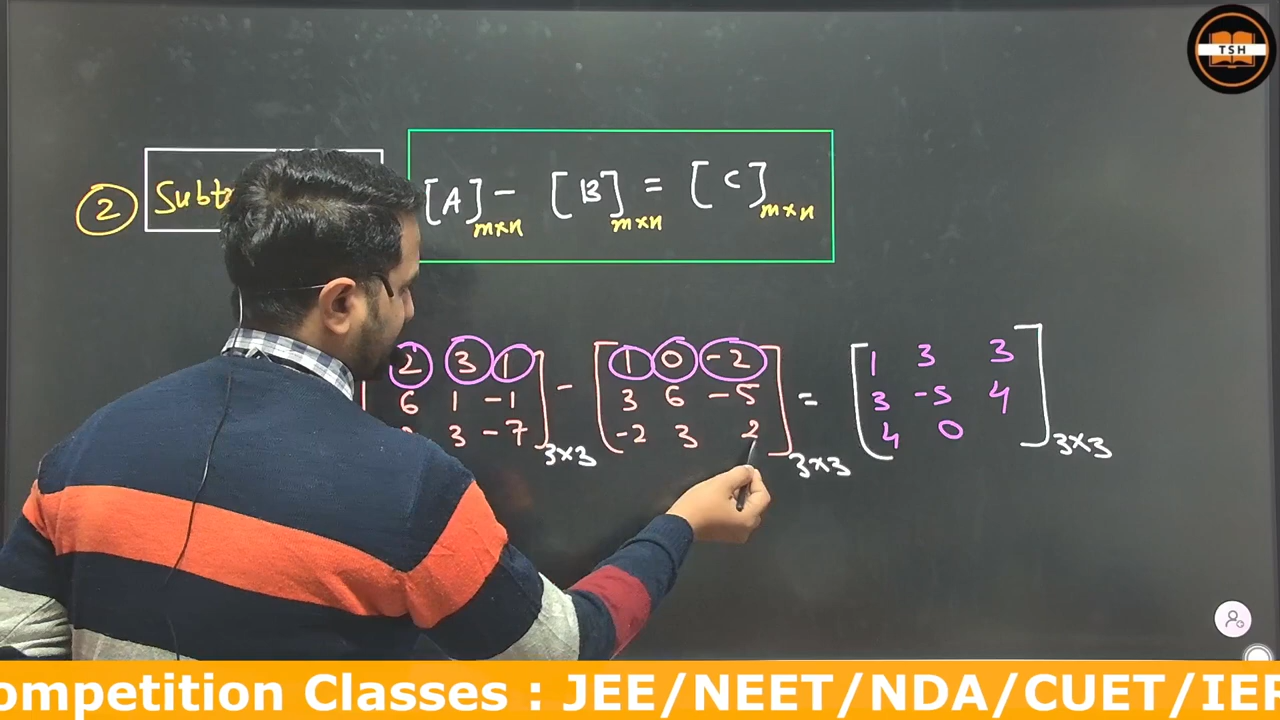 TSH
② Subt
[A]m×n - [B]m×n = [C]m×n
2 3 1] - [1 0 -2] = [1 3 3]
6 1 -1 3 6 -5 3 -5 4
3 -7 3×3 -2 3 2 3×3 4 0 3×3
ompetition Classes : JEE/NEET/NDA/CUET/IER